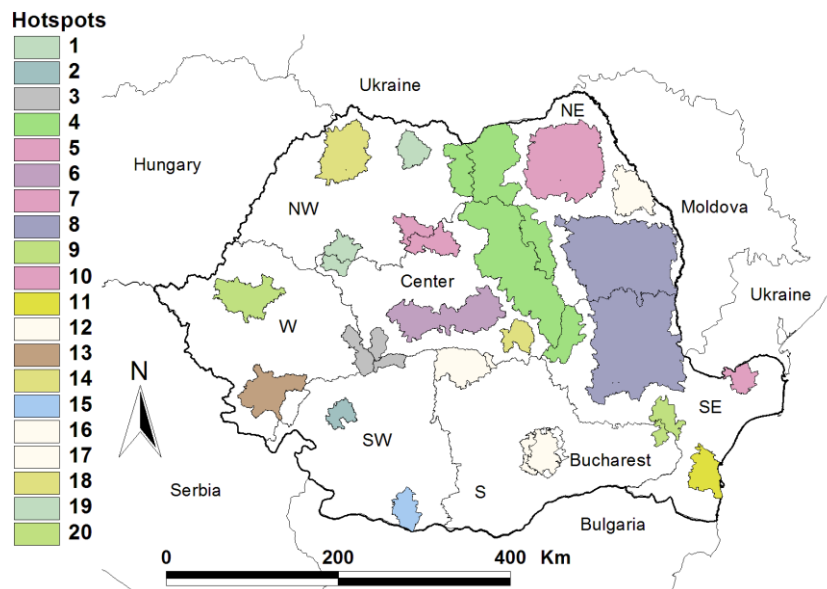 Hotspots
1
2
3
4
5
6
7
8
9
10
11
12
13
14
15
16
17
18
19
20
Ukraine
NE
Hungary
Moldova
NW
Center
Ukraine
W
N
SE
SW
Bucharest
Serbia
S
Bulgaria
0 200 400 Km